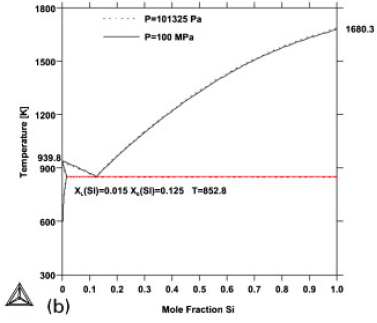 P=101325 Pa
P=100 MPa
1800
1500
1200
900
600
300
Temperature [K]
1680.3
939.8
X_L(Si)=0.015 X_E(Si)=0.125 T=852.8
0 0.1 0.2 0.3 0.4 0.5 0.6 0.7 0.8 0.9 1.0
(b)
Mole Fraction Si